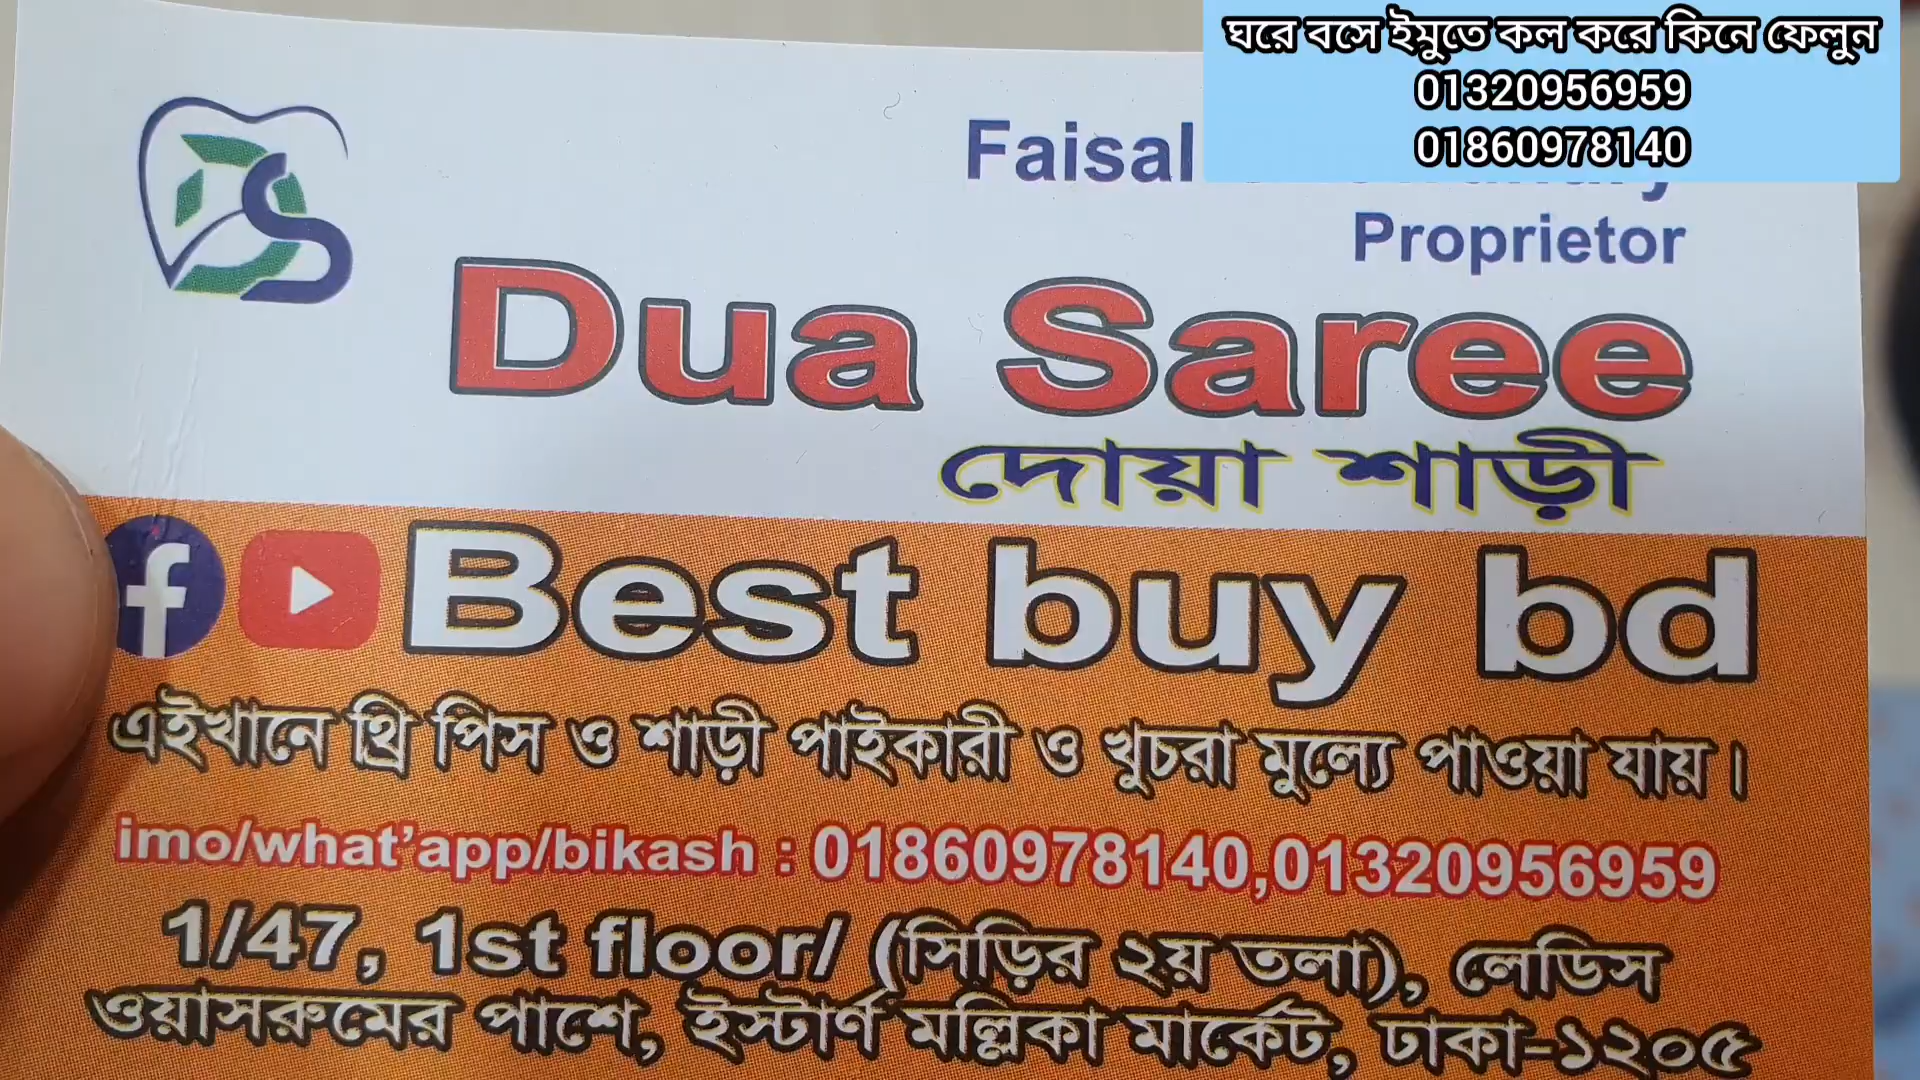 ঘরে বসে ইমুতে কল করে কিনে ফেলুন
01320956959
01860978140
Faisal
Proprietor
DS
Dua Saree
দোয়া শাড়ী
Best buy bd
এইখানে থ্রি পিস ও শাড়ী পাইকারী ও খুচরা মুল্যে পাওয়া যায়।
imo/what'app/bikash : 01860978140,01320956959
1/47, 1st floor/ (সিড়ির ২য় তলা), লেডিস
ওয়াসরুমের পাশে, ইস্টার্ণ মল্লিকা মার্কেট, ঢাকা-১২০৫